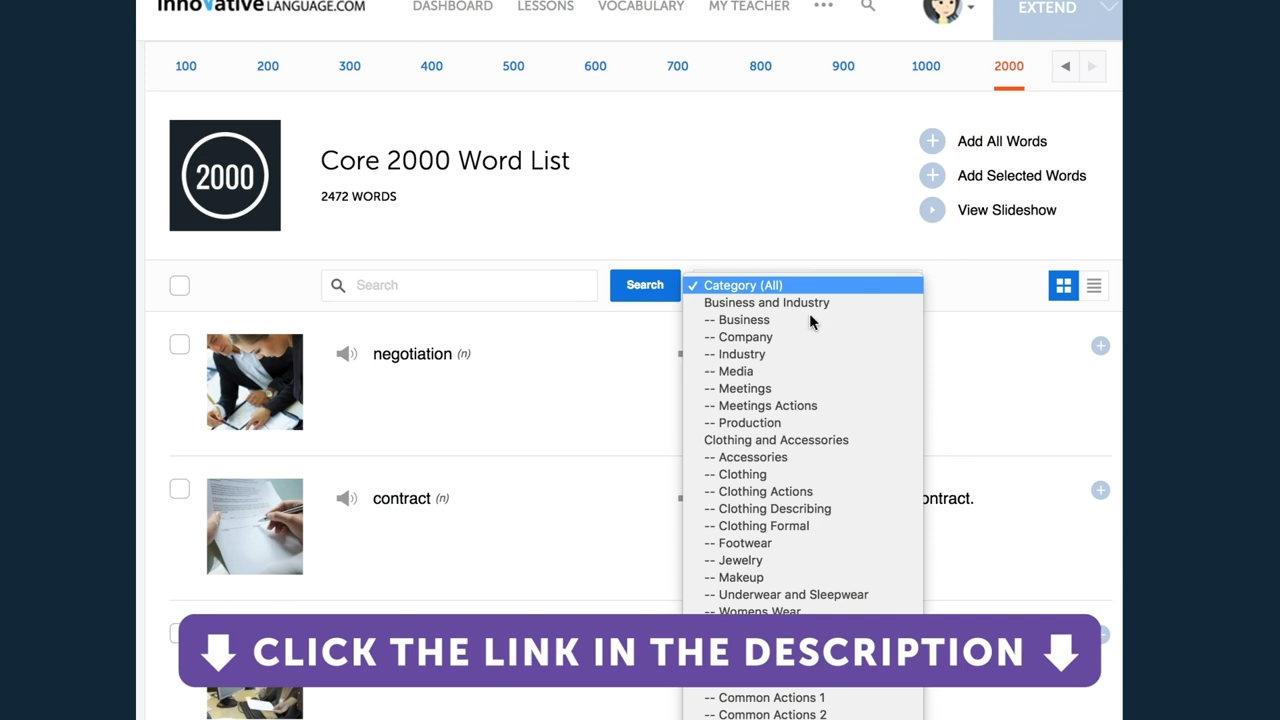 InnoVative LANGUAGE.COM
DASHBOARD LESSONS VOCABULARY MY TEACHER EXTEND
100 200 300 400 500 600 700 800 900 1000 2000
2000
Core 2000 Word List
2472 WORDS
Add All Words
Add Selected Words
View Slideshow
Search
Search
Category (All)
Business and Industry
-- Business
-- Company
-- Industry
-- Media
-- Meetings
-- Meetings Actions
-- Production
Clothing and Accessories
-- Accessories
-- Clothing
-- Clothing Actions
-- Clothing Describing
-- Clothing Formal
-- Footwear
-- Jewelry
-- Makeup
-- Underwear and Sleepwear
-- Womens Wear
negotiation (n)
contract (n)
ontract.
CLICK THE LINK IN THE DESCRIPTION
-- Common Actions 1
-- Common Actions 2